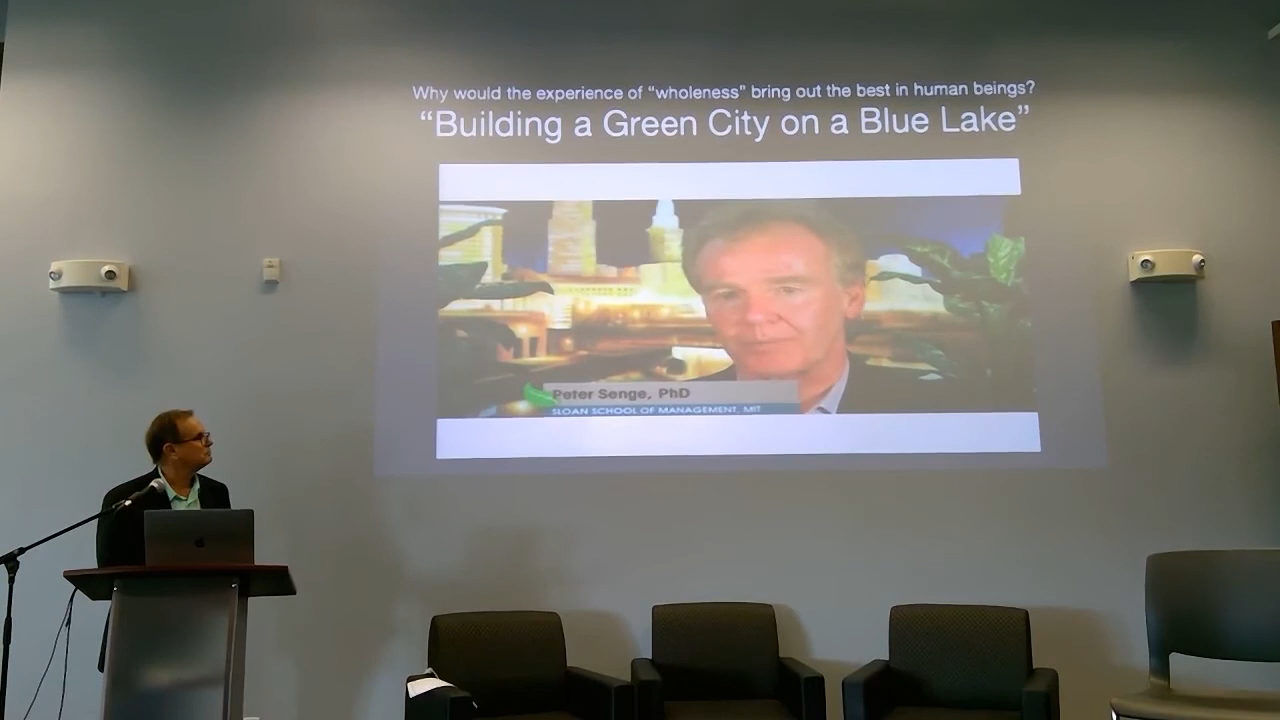 Why would the experience of “wholeness” bring out the best in human beings?
“Building a Green City on a Blue Lake”
Peter Senge, PhD
SLOAN SCHOOL OF MANAGEMENT, MIT